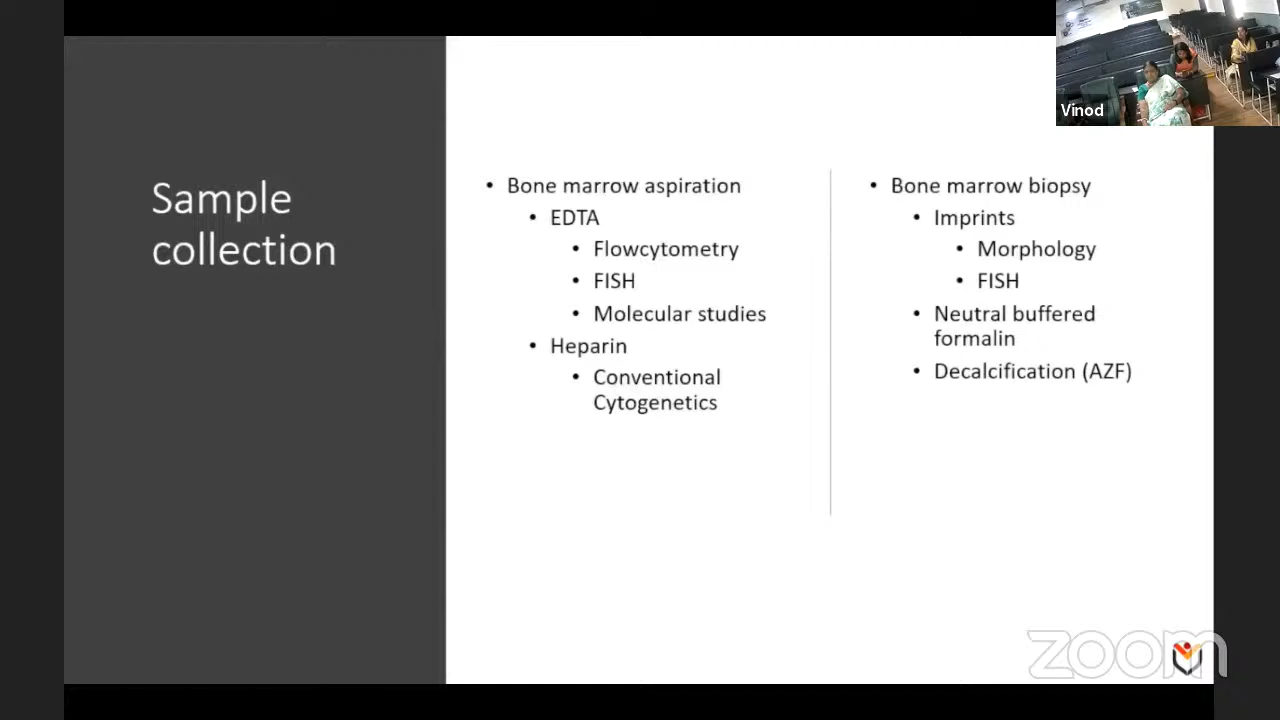 Vinod
Sample
collection
• Bone marrow aspiration
• EDTA
• Flowcytometry
• FISH
• Molecular studies
• Heparin
• Conventional
Cytogenetics
• Bone marrow biopsy
• Imprints
• Morphology
• FISH
• Neutral buffered
formalin
• Decalcification (AZF)
zoom